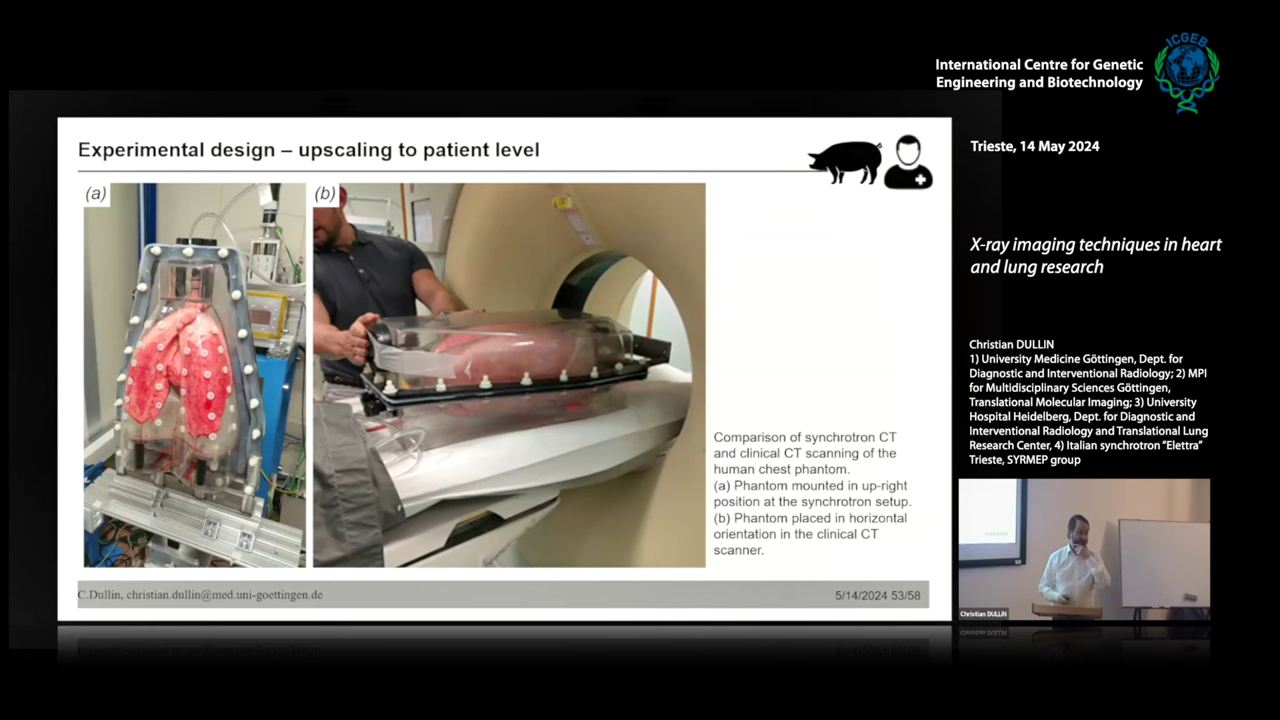 International Centre for Genetic
Engineering and Biotechnology
ICGEB
Trieste, 14 May 2024
X-ray imaging techniques in heart
and lung research
Christian DULLIN
1) University Medicine Göttingen, Dept. for
Diagnostic and Interventional Radiology; 2) MPI
for Multidisciplinary Sciences Göttingen,
Translational Molecular Imaging; 3) University
Hospital Heidelberg, Dept. for Diagnostic and
Interventional Radiology and Translational Lung
Research Center, 4) Italian synchrotron "Elettra"
Trieste, SYRMEP group
Christian DULLIN
Experimental design – upscaling to patient level
(a)
(b)
Comparison of synchrotron CT
and clinical CT scanning of the
human chest phantom.
(a) Phantom mounted in up-right
position at the synchrotron setup.
(b) Phantom placed in horizontal
orientation in the clinical CT
scanner.
C.Dullin, christian.dullin@med.uni-goettingen.de
5/14/2024 53/58